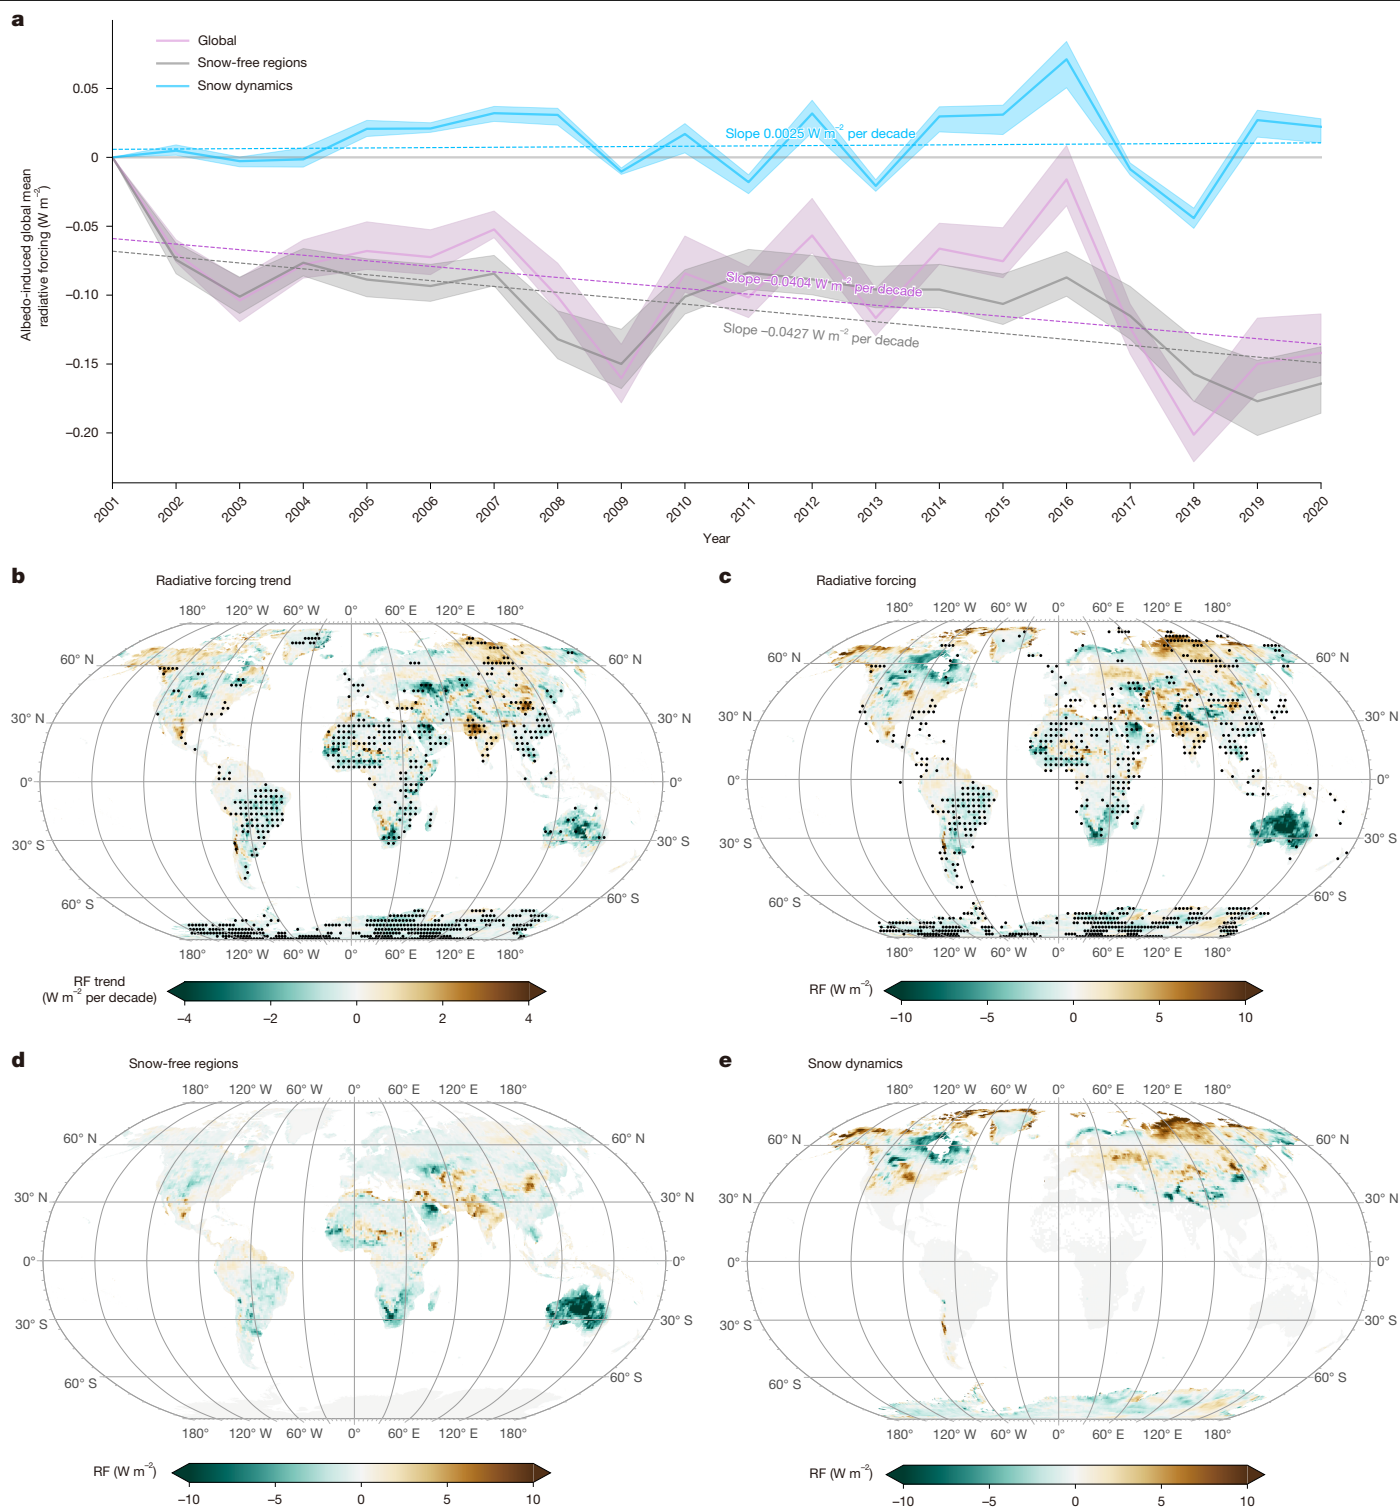 a
Global
Snow-free regions
Snow dynamics
Albedo-induced global mean
radiative forcing (W m⁻²)
0.05
0
−0.05
−0.10
−0.15
−0.20
Slope 0.0025 W m⁻² per decade
Slope −0.0404 W m⁻² per decade
Slope −0.0427 W m⁻² per decade
2001 2002 2003 2004 2005 2006 2007 2008 2009 2010 2011 2012 2013 2014 2015 2016 2017 2018 2019 2020
Year
b
Radiative forcing trend
180° 120° W 60° W 0° 60° E 120° E 180°
60° N 60° N
30° N 30° N
0° 0°
30° S 30° S
60° S 60° S
180° 120° W 60° W 0° 60° E 120° E 180°
RF trend
(W m⁻² per decade)
−4 −2 0 2 4
c
Radiative forcing
180° 120° W 60° W 0° 60° E 120° E 180°
60° N 60° N
30° N 30° N
0° 0°
30° S 30° S
60° S 60° S
180° 120° W 60° W 0° 60° E 120° E 180°
RF (W m⁻²)
−10 −5 0 5 10
d
Snow-free regions
180° 120° W 60° W 0° 60° E 120° E 180°
60° N 60° N
30° N 30° N
0° 0°
30° S 30° S
60° S 60° S
180° 120° W 60° W 0° 60° E 120° E 180°
RF (W m⁻²)
−10 −5 0 5 10
e
Snow dynamics
180° 120° W 60° W 0° 60° E 120° E 180°
60° N 60° N
30° N 30° N
0° 0°
30° S 30° S
60° S 60° S
180° 120° W 60° W 0° 60° E 120° E 180°
RF (W m⁻²)
−10 −5 0 5 10